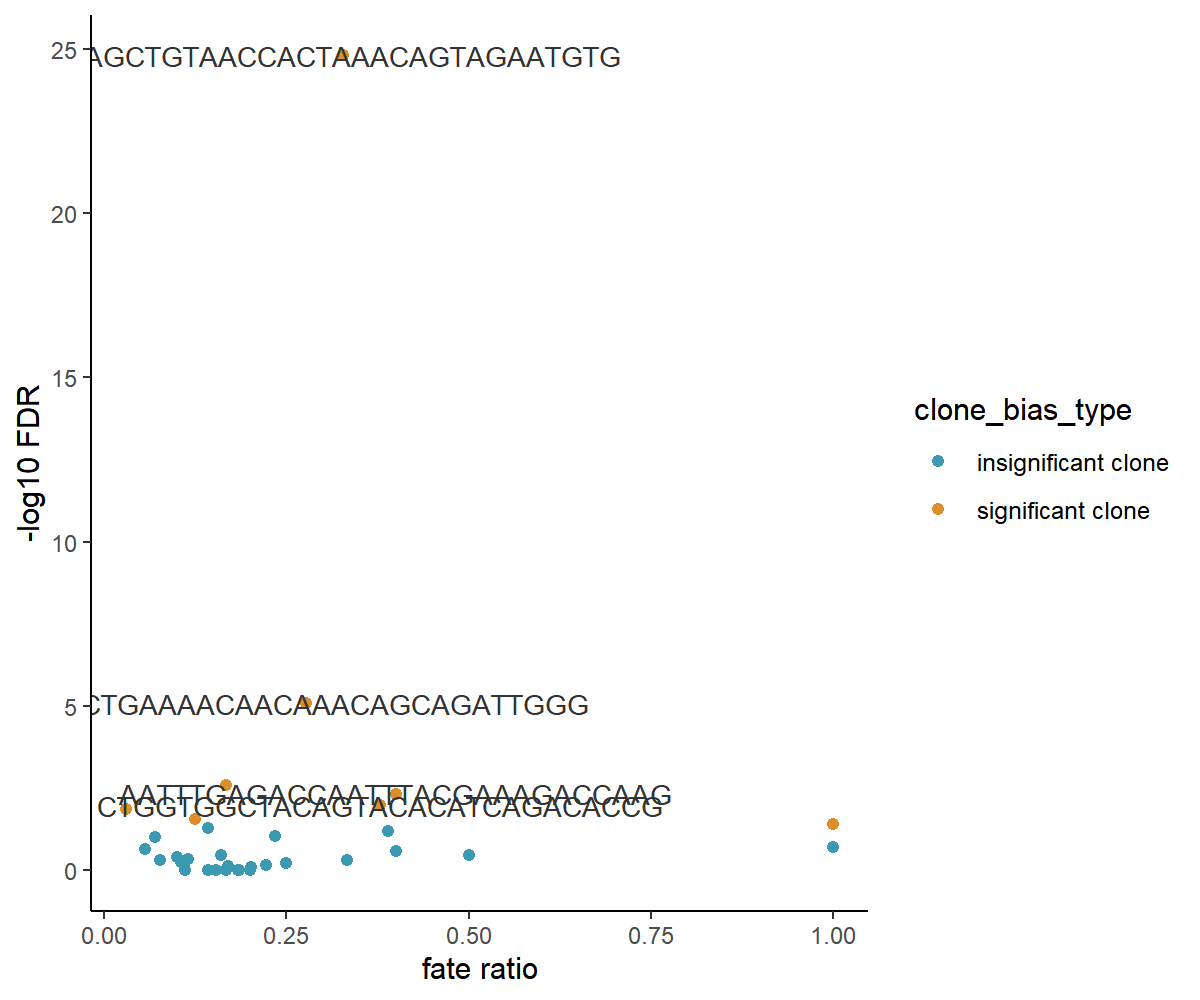 25
AGCTGTAACCACTAAACAGTAGAATGTG
20
15
-log10 FDR
10
5
CTGAAAACAACAAACAGCAGATTGGG
AATTTGAGACCAATTTACGAAAGACCAAG
CTGGTGGCTACAGTACACATCAGACACCG
0
0.00 0.25 0.50 0.75 1.00
fate ratio
clone_bias_type
insignificant clone
significant clone